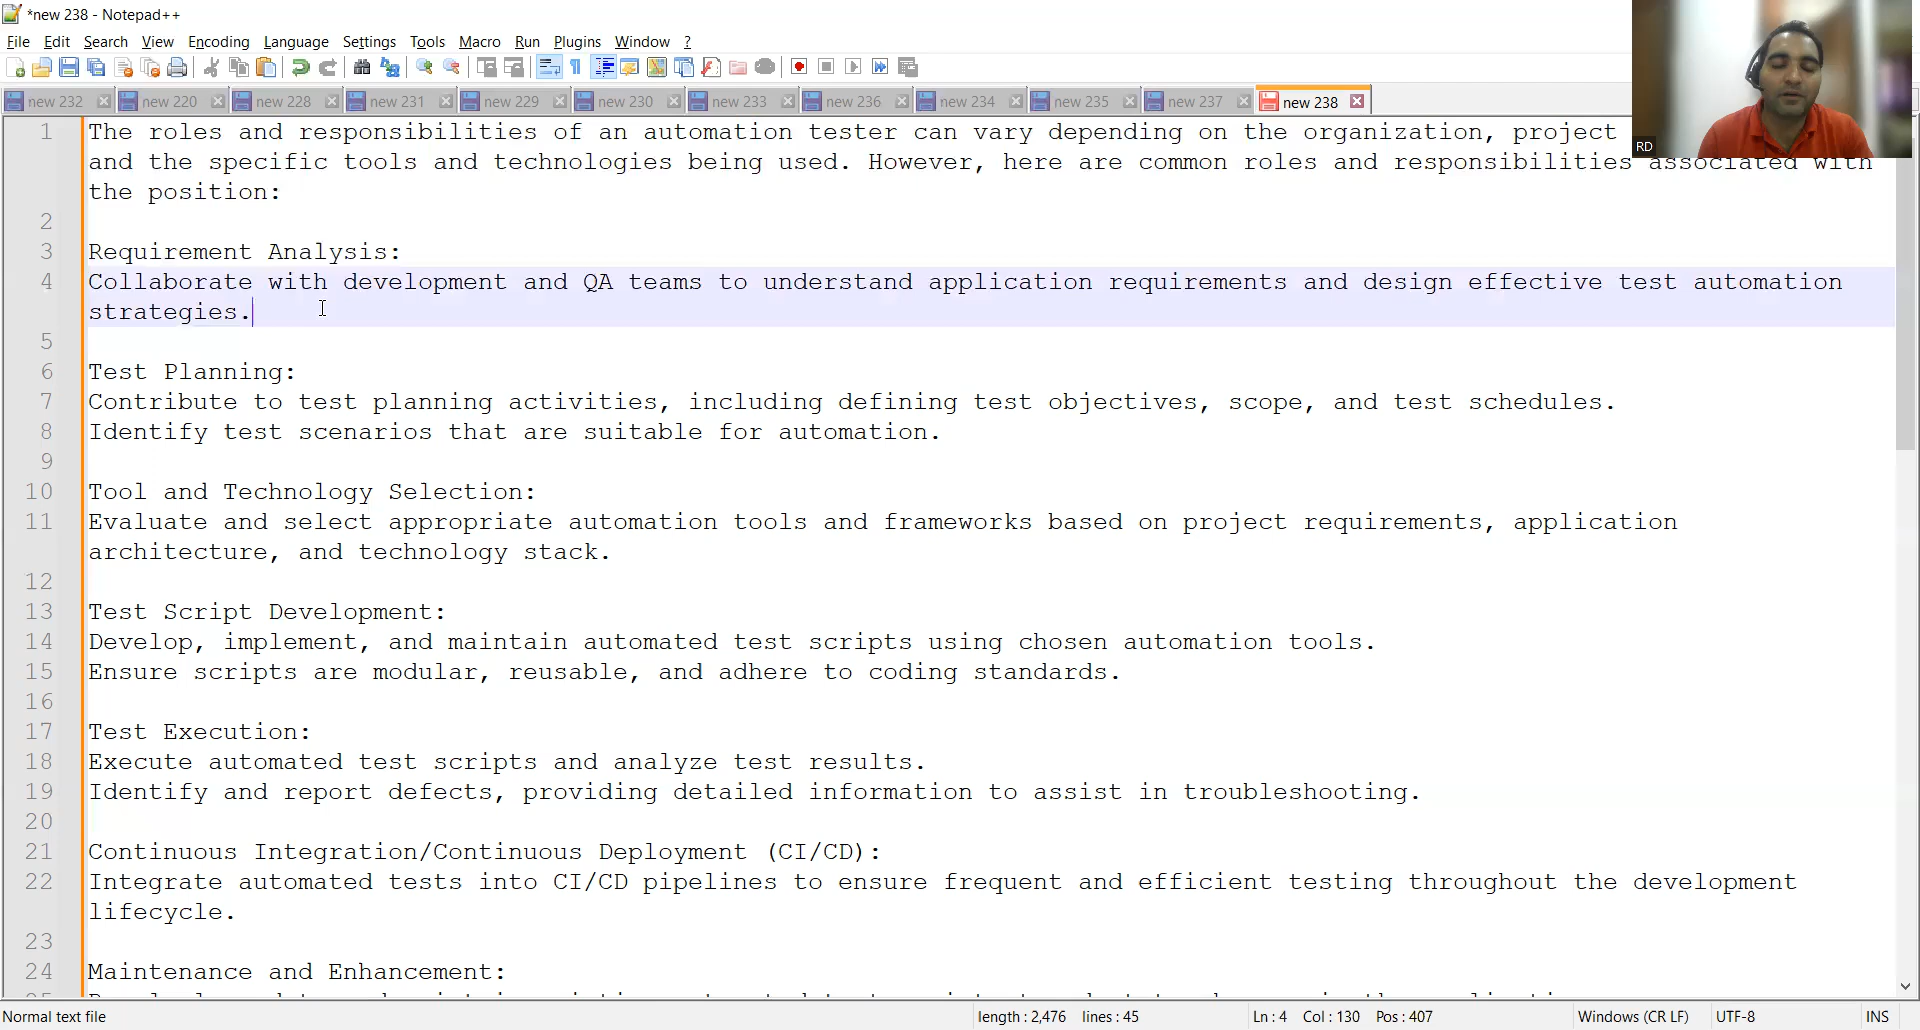 *new 238 - Notepad++
File Edit Search View Encoding Language Settings Tools Macro Run Plugins Window ?
new 232 new 220 new 228 new 231 new 229 new 230 new 233 new 236 new 234 new 235 new 237 new 238
RD
1 The roles and responsibilities of an automation tester can vary depending on the organization, project
and the specific tools and technologies being used. However, here are common roles and responsibilities associated with
the position:
2
3 Requirement Analysis:
4 Collaborate with development and QA teams to understand application requirements and design effective test automation
strategies.
5
6 Test Planning:
7 Contribute to test planning activities, including defining test objectives, scope, and test schedules.
8 Identify test scenarios that are suitable for automation.
9
10 Tool and Technology Selection:
11 Evaluate and select appropriate automation tools and frameworks based on project requirements, application
architecture, and technology stack.
12
13 Test Script Development:
14 Develop, implement, and maintain automated test scripts using chosen automation tools.
15 Ensure scripts are modular, reusable, and adhere to coding standards.
16
17 Test Execution:
18 Execute automated test scripts and analyze test results.
19 Identify and report defects, providing detailed information to assist in troubleshooting.
20
21 Continuous Integration/Continuous Deployment (CI/CD):
22 Integrate automated tests into CI/CD pipelines to ensure frequent and efficient testing throughout the development
lifecycle.
23
24 Maintenance and Enhancement:
Normal text file length : 2,476 lines : 45 Ln : 4 Col : 130 Pos : 407 Windows (CR LF) UTF-8 INS